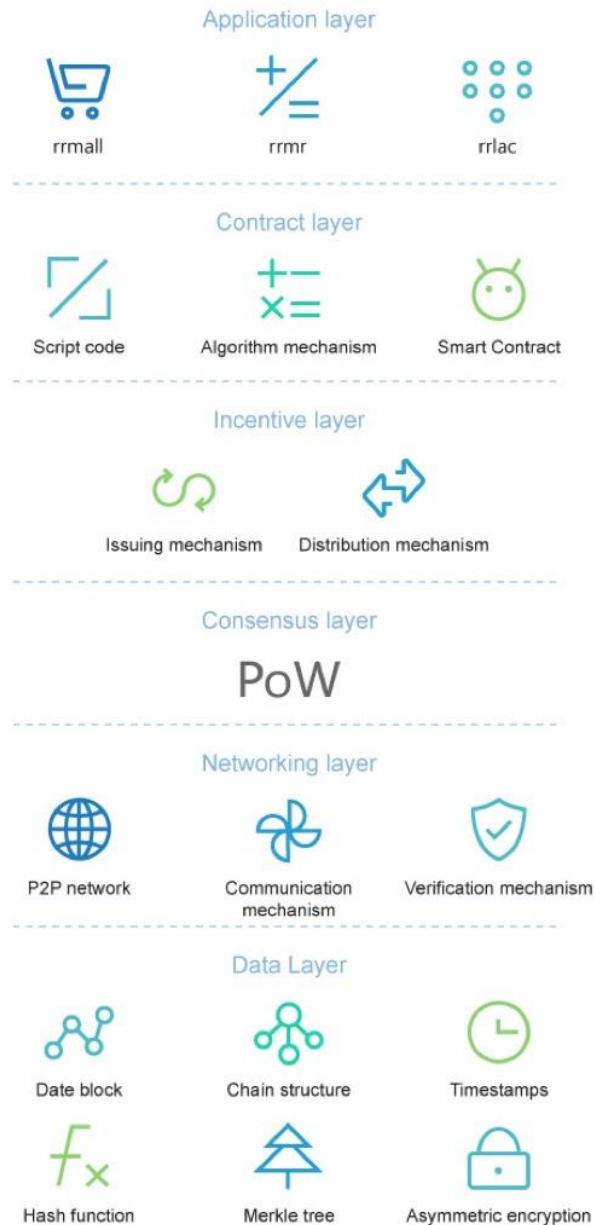 Application layer
rrmall rrmr rrlac
Contract layer
Script code Algorithm mechanism Smart Contract
Incentive layer
Issuing mechanism Distribution mechanism
Consensus layer
PoW
Networking layer
P2P network Communication mechanism Verification mechanism
Data Layer
Date block Chain structure Timestamps
Hash function Merkle tree Asymmetric encryption